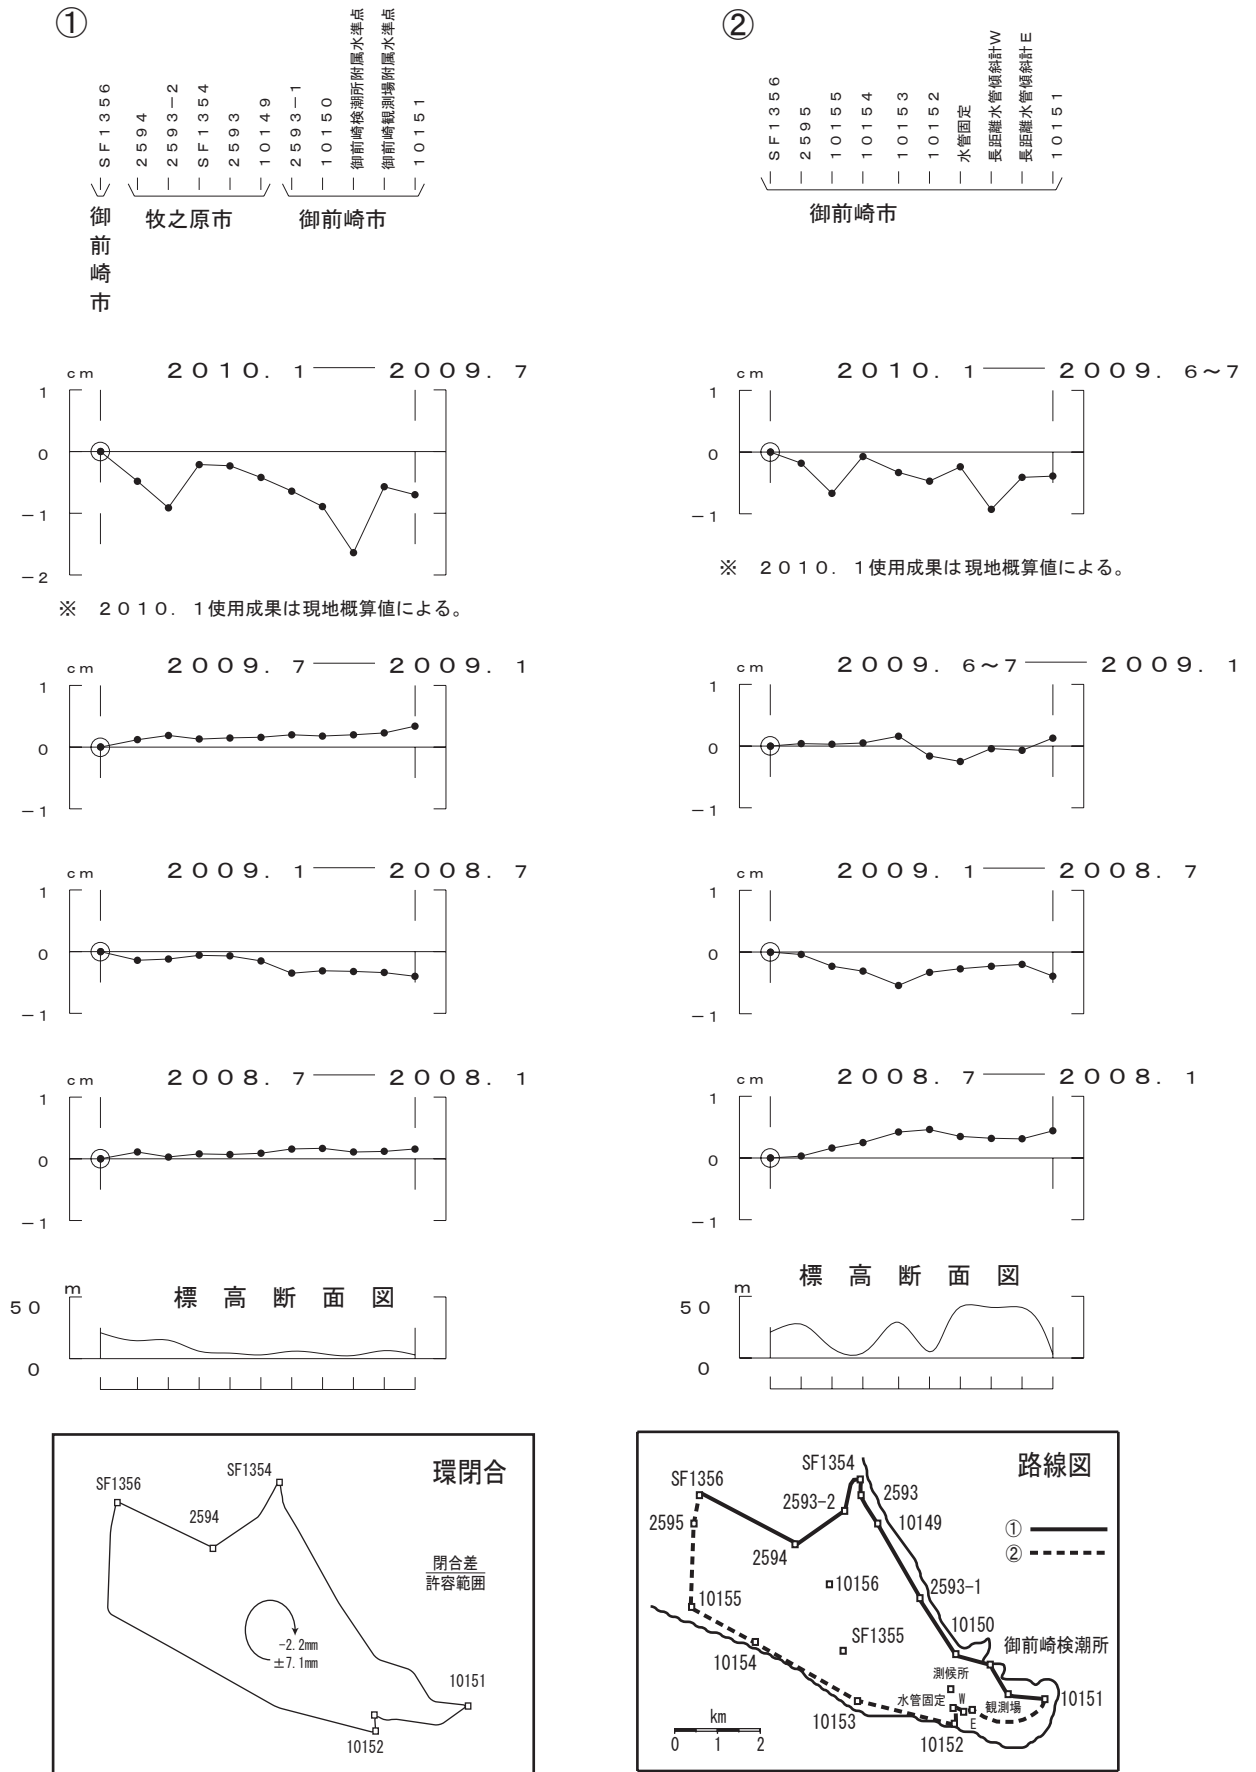 ①
SF1356
2594
2593-2
SF1354
2593
10149
2593-1
10150
御前崎検潮所附属水準点
御前崎観測場附属水準点
10151
御前崎市
牧之原市
御前崎市
cm
2010. 1 —— 2009. 7
1
0
-1
-2
※ 2010. 1使用成果は現地概算値による。
cm
2009. 7 —— 2009. 1
1
0
-1
cm
2009. 1 —— 2008. 7
1
0
-1
cm
2008. 7 —— 2008. 1
1
0
-1
m
標高断面図
50
0
②
SF1356
2595
10155
10154
10153
10152
水管固定
長距離水管傾斜計W
長距離水管傾斜計E
10151
御前崎市
cm
2010. 1 —— 2009. 6~7
1
0
-1
※ 2010. 1使用成果は現地概算値による。
cm
2009. 6~7 —— 2009. 1
1
0
-1
cm
2009. 1 —— 2008. 7
1
0
-1
cm
2008. 7 —— 2008. 1
1
0
-1
m
標高断面図
50
0
環閉合
SF1356
SF1354
2594
閉合差
許容範囲
-2.2mm
±7.1mm
10151
10152
路線図
SF1354
SF1356
2593-2
2593
2595
10149
①
②
2594
10156
2593-1
10155
10150
SF1355
御前崎検潮所
10154
測候所
水管固定
W
観測場
10151
E
10153
10152
km
0 1 2